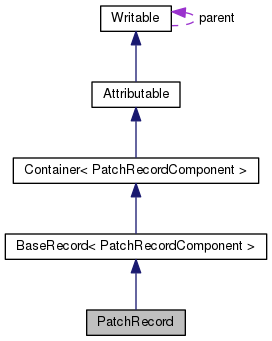 Writable
parent
Attributable
Container< PatchRecordComponent >
BaseRecord< PatchRecordComponent >
PatchRecord